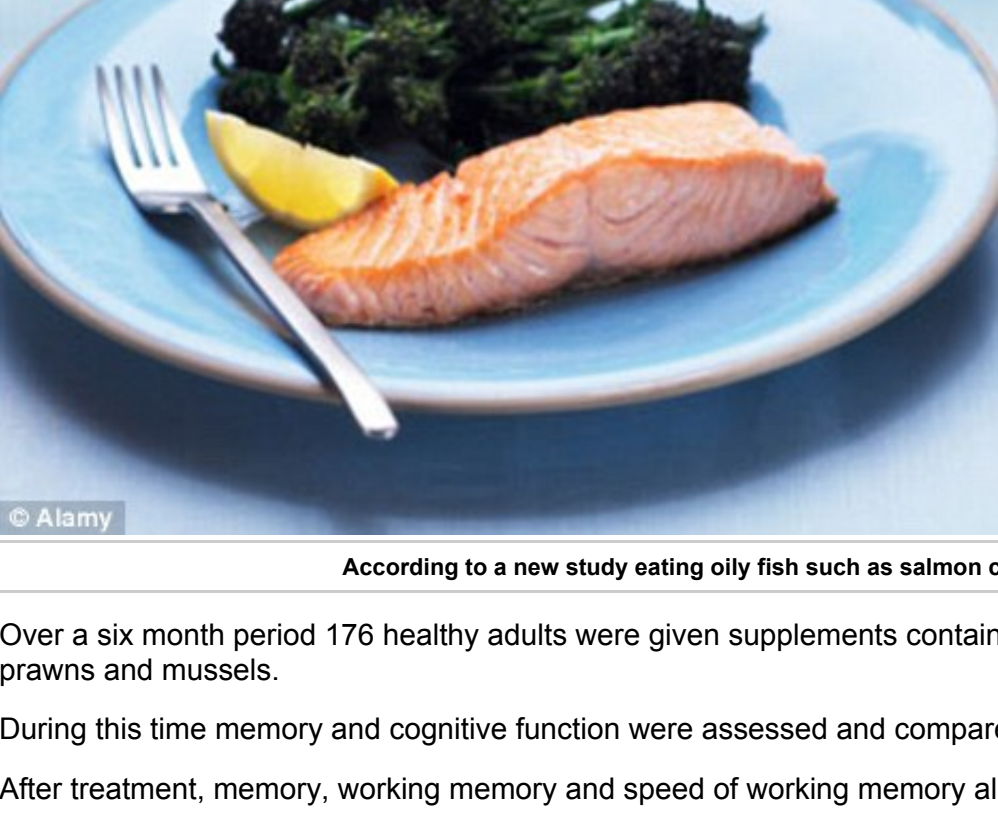 © Alamy
According to a new study eating oily fish such as salmon
Over a six month period 176 healthy adults were given supplements contain
prawns and mussels.
During this time memory and cognitive function were assessed and compare
After treatment, memory, working memory and speed of working memory al